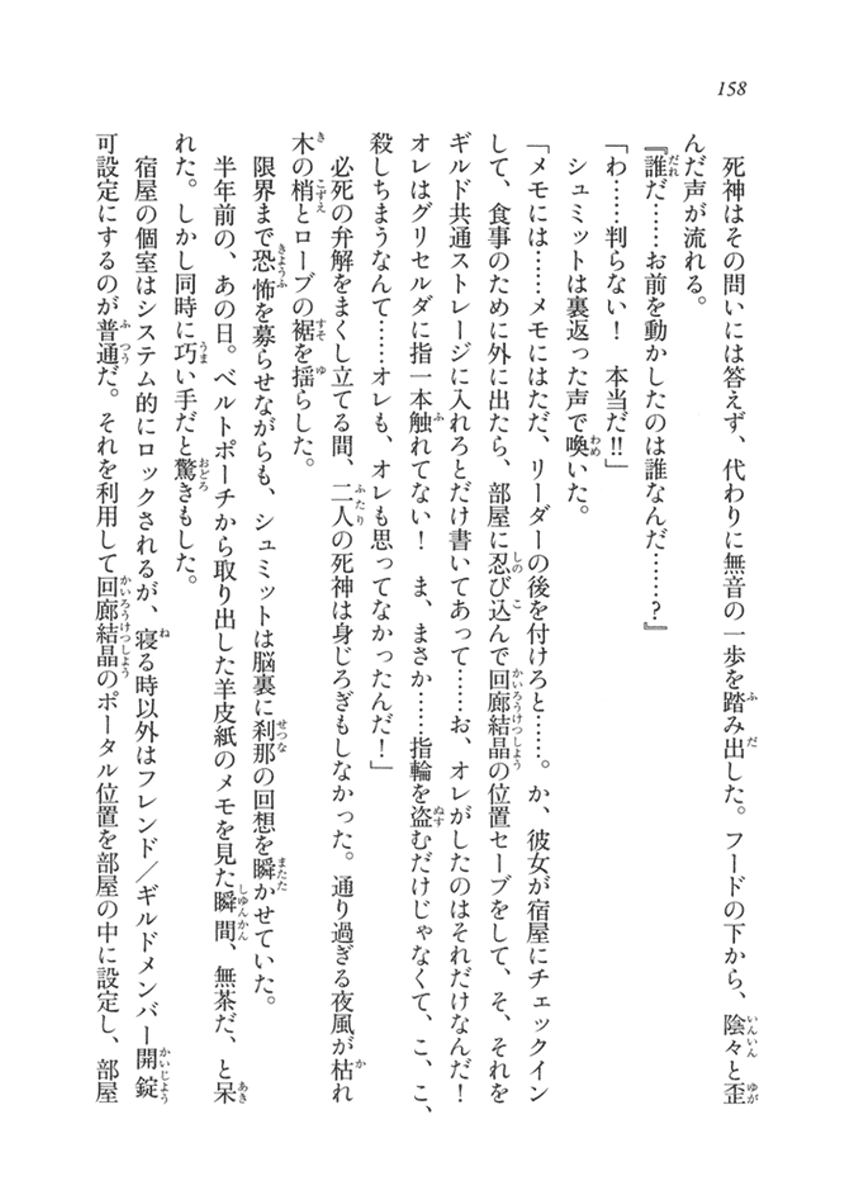 158
死神はその問いには答えず、代わりに無音の一歩を踏み出した。フードの下から、陰々と歪
んだ声が流れる。
『誰だ……お前を動かしたのは誰なんだ……?』
「わ……判らない! 本当だ!!」
シュミットは裏返った声で喚いた。
「メモには……メモにはただ、リーダーの後を付けろと……。か、彼女が宿屋にチェックイン
して、食事のために外に出たら、部屋に忍び込んで回廊結晶の位置セーブをして、そ、それを
ギルド共通ストレージに入れろとだけ書いてあって……お、オレがしたのはそれだけなんだ!
オレはグリセルダに指一本触れてない! ま、まさか……指輪を盗むだけじゃなくて、こ、こ、
殺しちまうなんて……オレも、オレも思ってなかったんだ!」
必死の弁解をまくし立てる間、二人の死神は身じろぎもしなかった。通り過ぎる夜風が枯れ
木の梢とローブの裾を揺らした。
限界まで恐怖を募らせながらも、シュミットは脳裏に刹那の回想を瞬かせていた。
半年前の、あの日。ベルトポーチから取り出した羊皮紙のメモを見た瞬間、無茶だ、と呆
れた。しかし同時に巧い手だと驚きもした。
宿屋の個室はシステム的にロックされるが、寝る時以外はフレンド/ギルドメンバー開錠
可設定にするのが普通だ。それを利用して回廊結晶のポータル位置を部屋の中に設定し、部屋